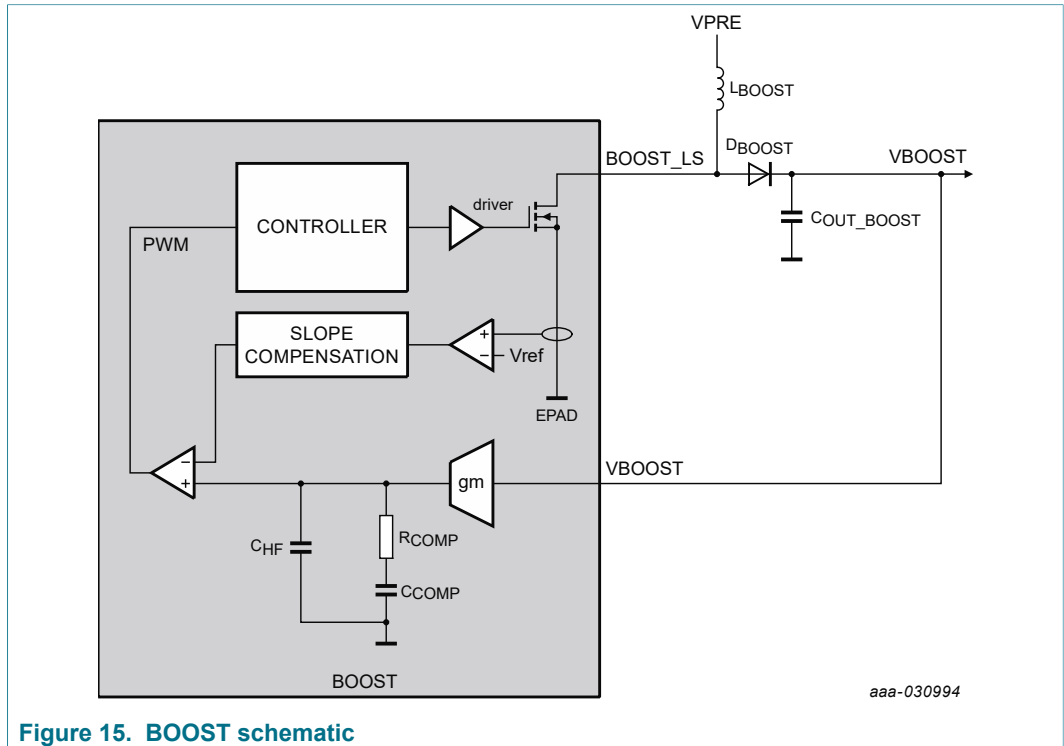 VPRE
LBOOST
DBOOST
BOOST_LS
VBOOST
driver
CONTROLLER
COUT_BOOST
PWM
SLOPE
COMPENSATION
+
−
Vref
EPAD
VBOOST
−
+
gm
CHF
RCOMP
CCOMP
BOOST
aaa-030994
Figure 15. BOOST schematic